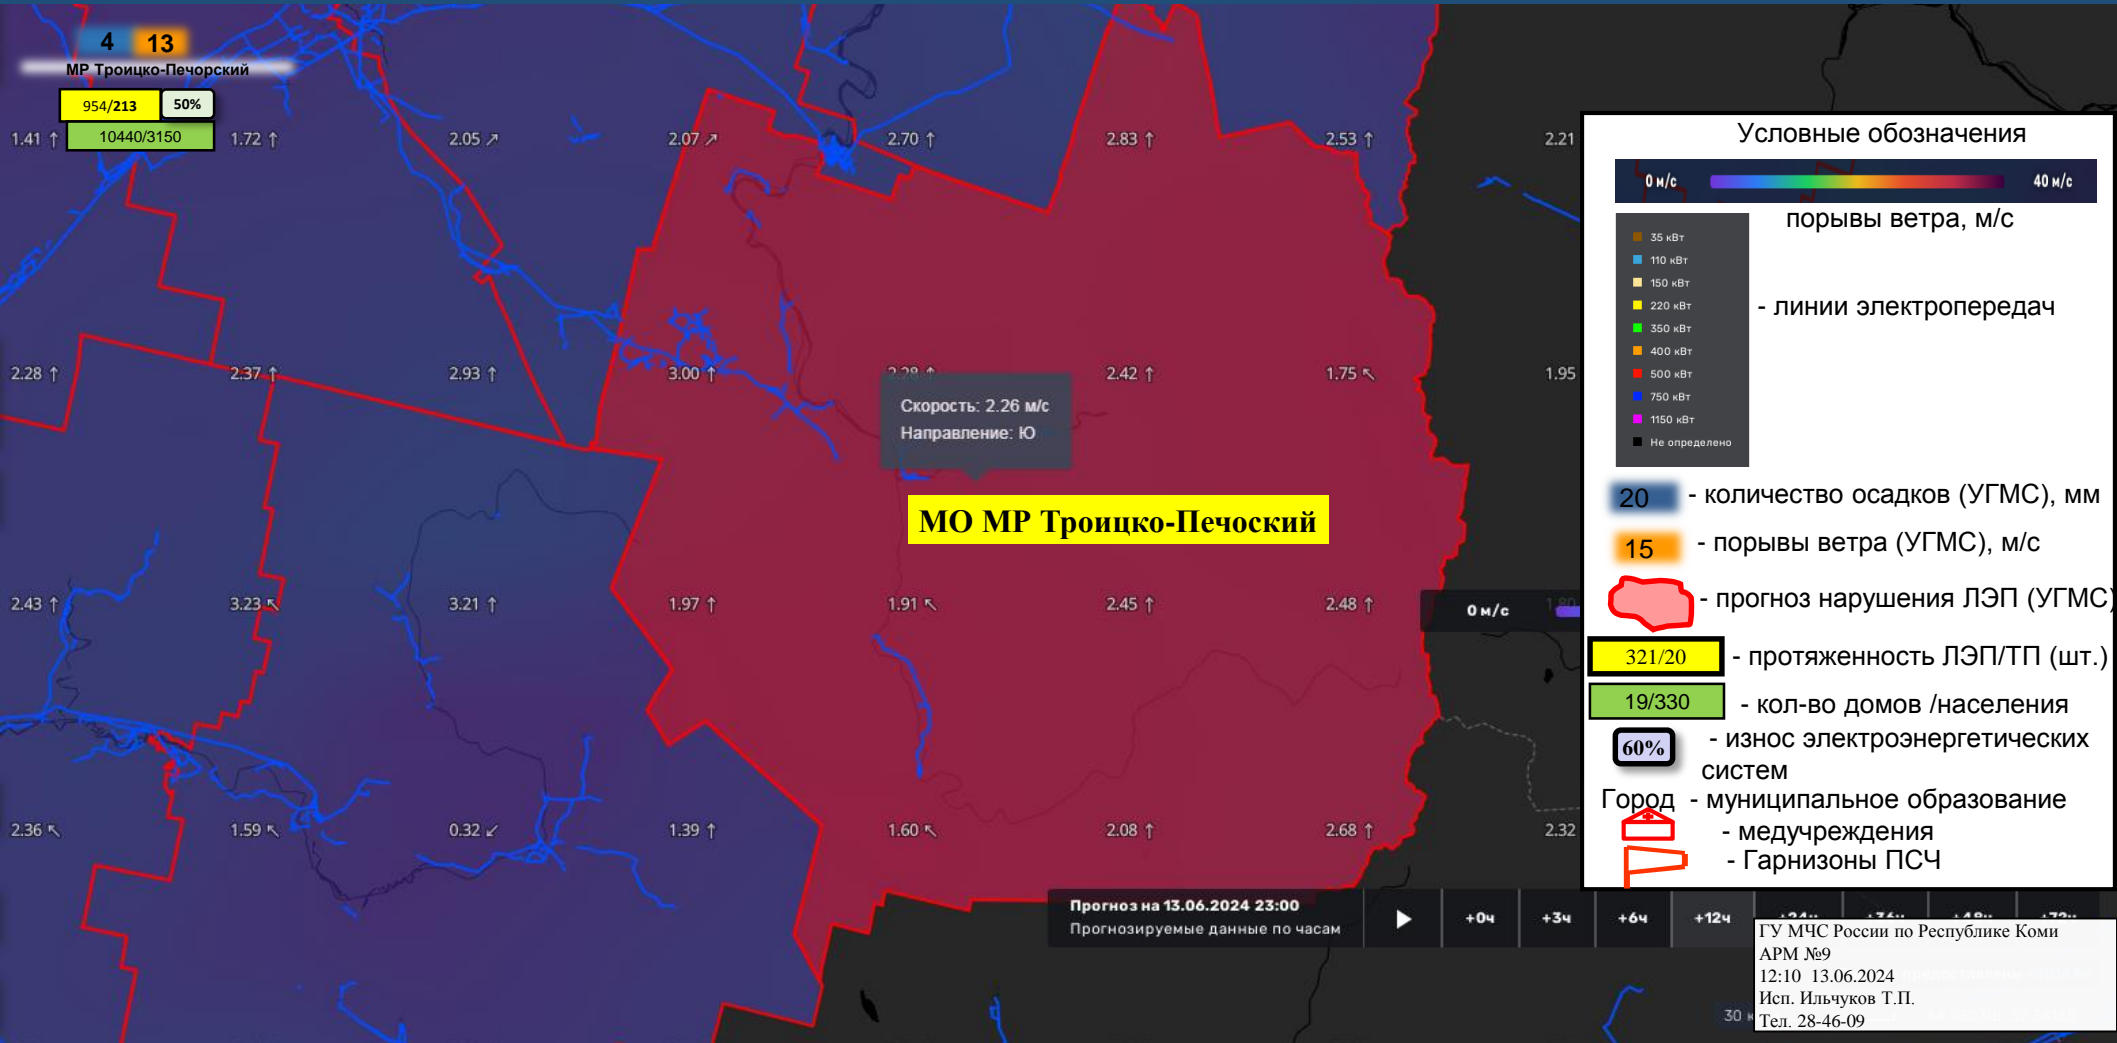 4 13
МР Троицко-Печорский
954/213 50%
10440/3150
1.41 ↑ 1.72 ↑ 2.05 ↗ 2.07 ↗ 2.70 ↑ 2.83 ↑ 2.53 ↑ 2.21
2.28 ↑ 2.37 ↑ 2.93 ↑ 3.00 ↑ 2.28 ↑ 2.42 ↑ 1.75 ↖ 1.95
Скорость: 2.26 м/с
Направление: Ю
МО МР Троицко-Печоский
2.43 ↑ 3.23 ↖ 3.21 ↑ 1.97 ↑ 1.91 ↖ 2.45 ↑ 2.48 ↑ 1.80
0 м/с
2.36 ↖ 1.59 ↖ 0.32 ↙ 1.39 ↑ 1.60 ↖ 2.08 ↑ 2.68 ↑ 2.32
Условные обозначения
0 м/с 40 м/с
порывы ветра, м/с
35 кВт
110 кВт
150 кВт
220 кВт
350 кВт
400 кВт
500 кВт
750 кВт
1150 кВт
Не определено
- линии электропередач
20 - количество осадков (УГМС), мм
15 - порывы ветра (УГМС), м/с
- прогноз нарушения ЛЭП (УГМС)
321/20 - протяженность ЛЭП/ТП (шт.)
19/330 - кол-во домов /населения
60% - износ электроэнергетических
систем
Город - муниципальное образование
- медучреждения
- Гарнизоны ПСЧ
Прогноз на 13.06.2024 23:00
Прогнозируемые данные по часам
+0ч +3ч +6ч +12ч +24ч +36ч +48ч +72ч
ГУ МЧС России по Республике Коми
АРМ №9
12:10 13.06.2024
Исп. Ильчуков Т.П.
Тел. 28-46-09
30